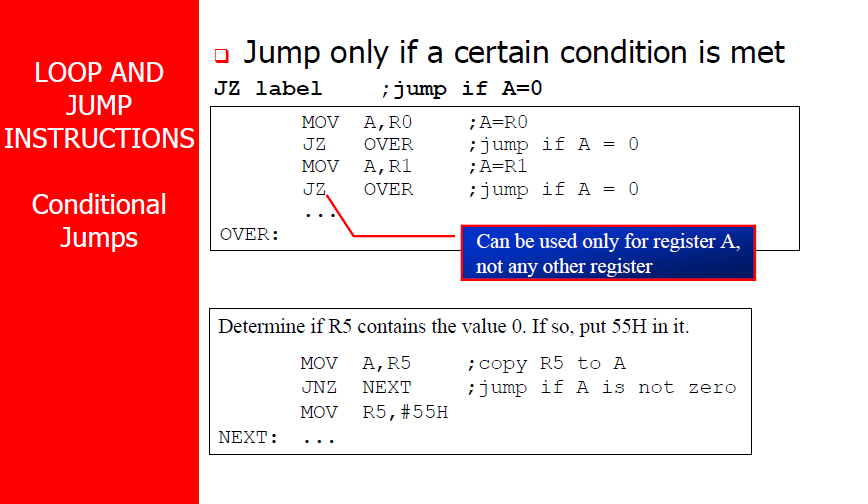 LOOP AND
JUMP
INSTRUCTIONS
Conditional
Jumps
❑ Jump only if a certain condition is met
JZ label ;jump if A=0
MOV A,R0 ;A=R0
JZ OVER ;jump if A = 0
MOV A,R1 ;A=R1
JZ OVER ;jump if A = 0
...
OVER:
Can be used only for register A,
not any other register
Determine if R5 contains the value 0. If so, put 55H in it.
MOV A,R5 ;copy R5 to A
JNZ NEXT ;jump if A is not zero
MOV R5,#55H
NEXT: ...